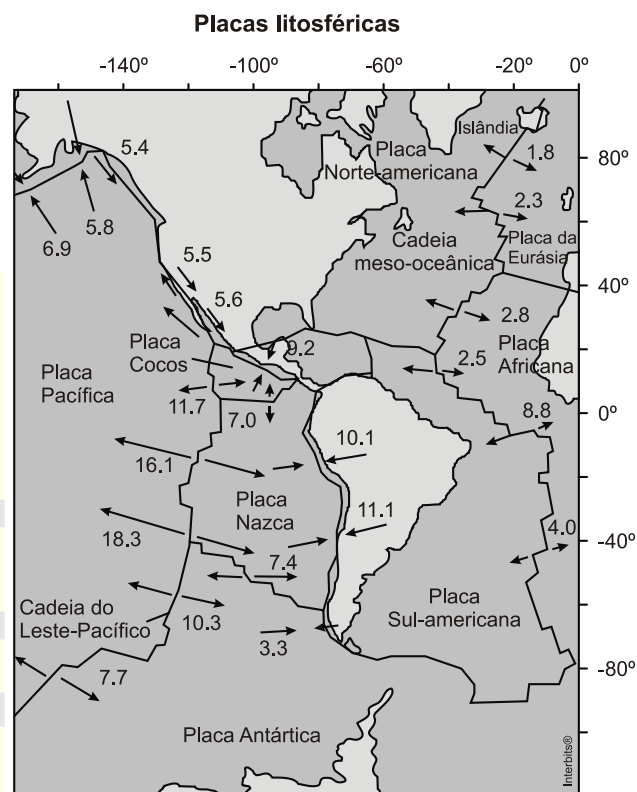 Placas litosféricas
-140º
-100º
-60º
-20º
0º
5.4
Islândia
1.8
80º
Placa
Norte-americana
5.8
6.9
2.3
Cadeia
meso-oceânica
Placa da
Eurásia
5.5
5.6
40º
2.8
Placa
Africana
9.2
Placa
Cocos
2.5
Placa
Pacífica
11.7
7.0
8.8
0º
16.1
10.1
Placa
Nazca
11.1
18.3
4.0
-40º
7.4
Placa
Sul-americana
Cadeia do
Leste-Pacífico
10.3
3.3
7.7
-80º
Placa Antártica
Interbits®